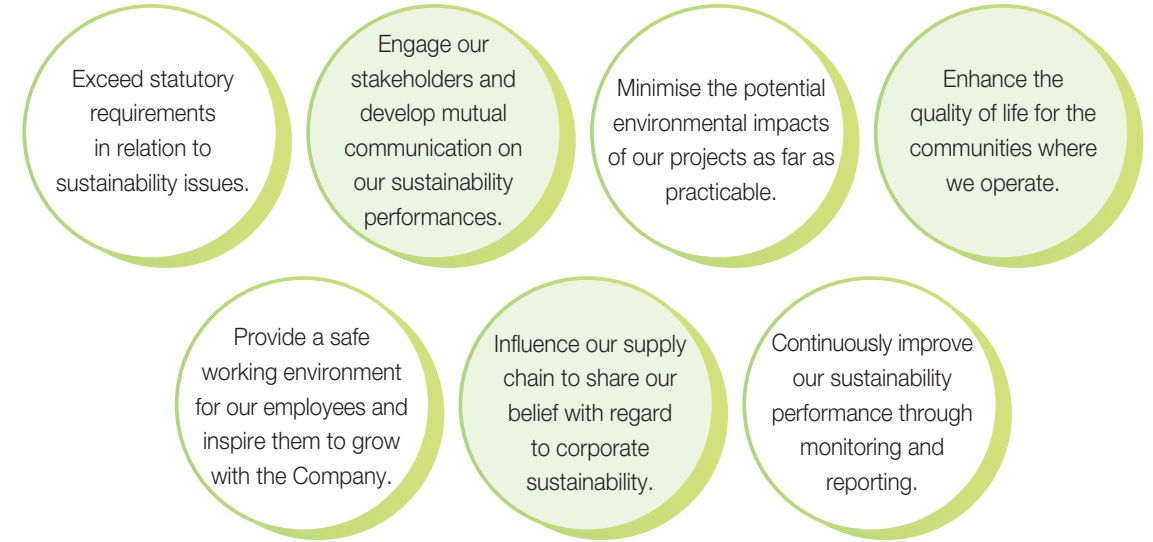 Exceed statutory
requirements
in relation to
sustainability issues.
Engage our
stakeholders and
develop mutual
communication on
our sustainability
performances.
Minimise the potential
environmental impacts
of our projects as far as
practicable.
Enhance the
quality of life for the
communities where
we operate.
Provide a safe
working environment
for our employees and
inspire them to grow
with the Company.
Influence our supply
chain to share our
belief with regard
to corporate
sustainability.
Continuously improve
our sustainability
performance through
monitoring and
reporting.